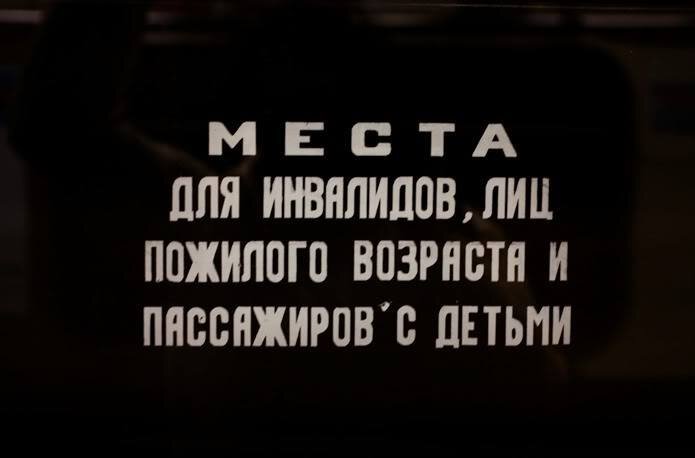 МЕСТА
ДЛЯ ИНВАЛИДОВ, ЛИЦ
ПОЖИЛОГО ВОЗРАСТА И
ПАССАЖИРОВ С ДЕТЬМИ